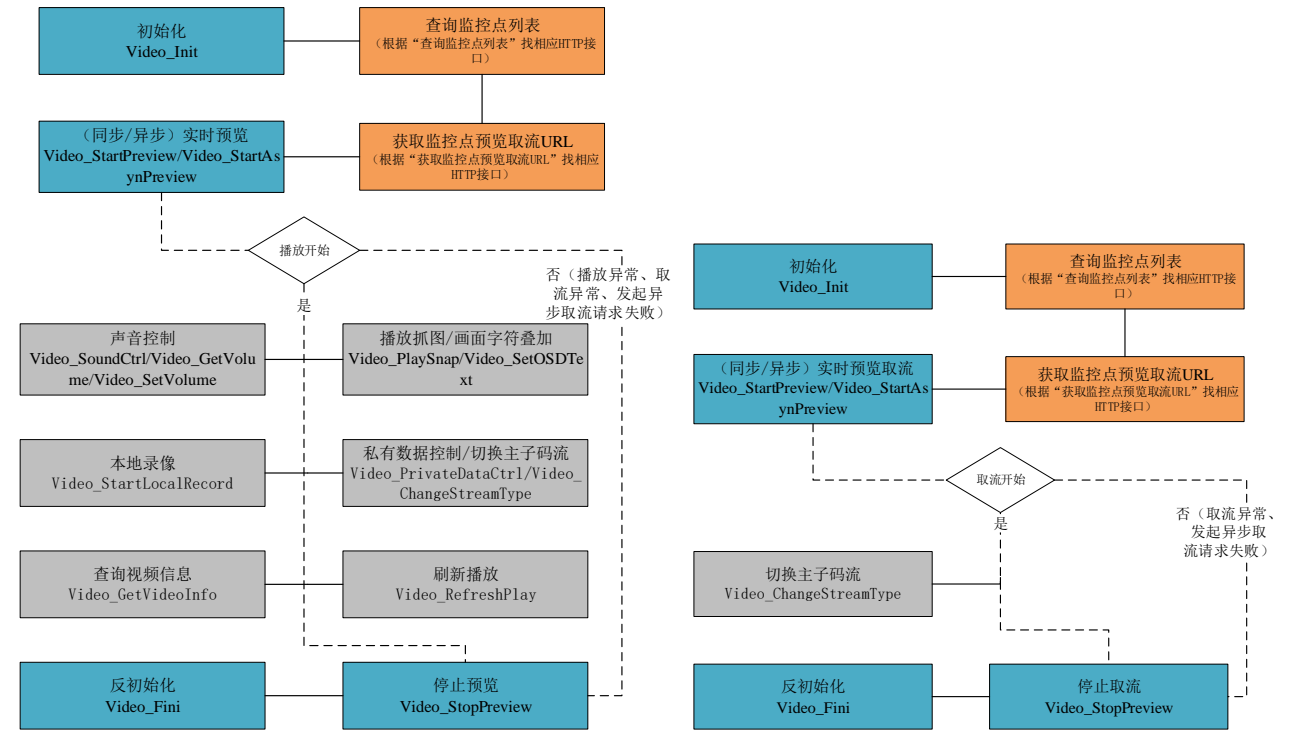 初始化
Video_Init
查询监控点列表
（根据“查询监控点列表”找相应HTTP接
口）
（同步/异步）实时预览
Video_StartPreview/Video_StartAs
ynPreview
获取监控点预览取流URL
（根据“获取监控点预览取流URL”找相应
HTTP接口）
播放开始
否（播放异常、取
流异常、发起异
步取流请求失败）
是
声音控制
Video_SoundCtrl/Video_GetVolu
me/Video_SetVolume
播放抓图/画面字符叠加
Video_PlaySnap/Video_SetOSDTe
xt
本地录像
Video_StartLocalRecord
私有数据控制/切换主子码流
Video_PrivateDataCtrl/Video_
ChangeStreamType
查询视频信息
Video_GetVideoInfo
刷新播放
Video_RefreshPlay
反初始化
Video_Fini
停止预览
Video_StopPreview
初始化
Video_Init
查询监控点列表
（根据“查询监控点列表”找相应HTTP接
口）
（同步/异步）实时预览取流
Video_StartPreview/Video_StartAs
ynPreview
获取监控点预览取流URL
（根据“获取监控点预览取流URL”找相应
HTTP接口）
取流开始
否（取流异常、
发起异步取
流请求失败）
是
切换主子码流
Video_ChangeStreamType
反初始化
Video_Fini
停止取流
Video_StopPreview